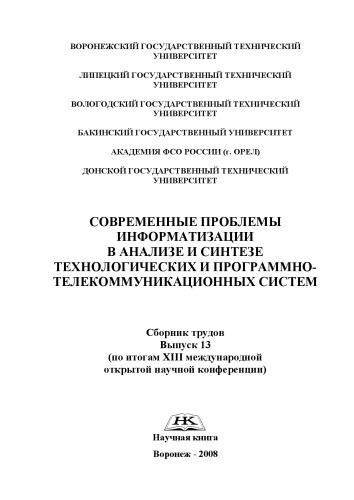 ВОРОНЕЖСКИЙ ГОСУДАРСТВЕННЫЙ ТЕХНИЧЕСКИЙ
УНИВЕРСИТЕТ
ЛИПЕЦКИЙ ГОСУДАРСТВЕННЫЙ ТЕХНИЧЕСКИЙ
УНИВЕРСИТЕТ
ВОЛОГОДСКИЙ ГОСУДАРСТВЕННЫЙ ТЕХНИЧЕСКИЙ
УНИВЕРСИТЕТ
БАКИНСКИЙ ГОСУДАРСТВЕННЫЙ УНИВЕРСИТЕТ
АКАДЕМИЯ ФСО РОССИИ (г. ОРЕЛ)
ДОНСКОЙ ГОСУДАРСТВЕННЫЙ ТЕХНИЧЕСКИЙ
УНИВЕРСИТЕТ
СОВРЕМЕННЫЕ ПРОБЛЕМЫ
ИНФОРМАТИЗАЦИИ
В АНАЛИЗЕ И СИНТЕЗЕ
ТЕХНОЛОГИЧЕСКИХ И ПРОГРАММНО-
ТЕЛЕКОММУНИКАЦИОННЫХ СИСТЕМ
Сборник трудов
Выпуск 13
(по итогам XIII международной
открытой научной конференции)
НК
Научная книга
Воронеж - 2008